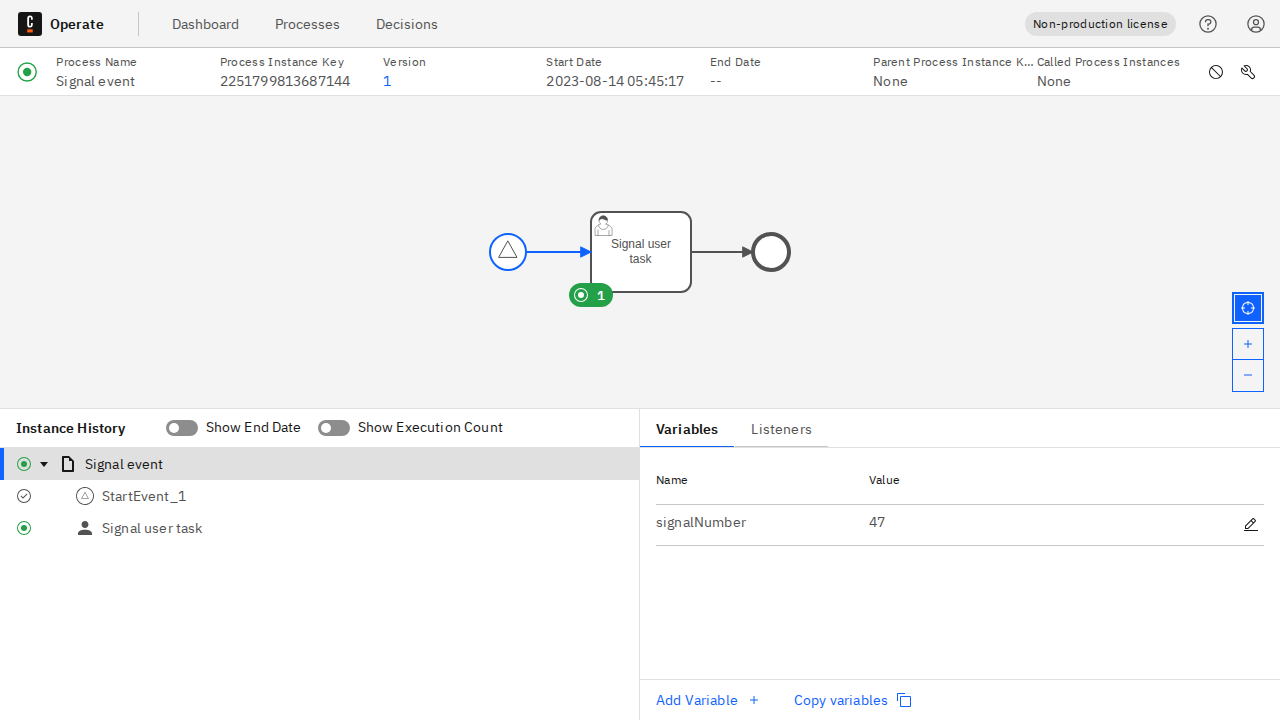 Operate
Dashboard
Processes
Decisions
Non-production license
Process Name
Signal event
Process Instance Key
2251799813687144
Version
1
Start Date
2023-08-14 05:45:17
End Date
--
Parent Process Instance K...
None
Called Process Instances
None
Signal user
task
1
Instance History
Show End Date
Show Execution Count
Signal event
StartEvent_1
Signal user task
Variables
Listeners
Name
Value
signalNumber
47
Add Variable
Copy variables